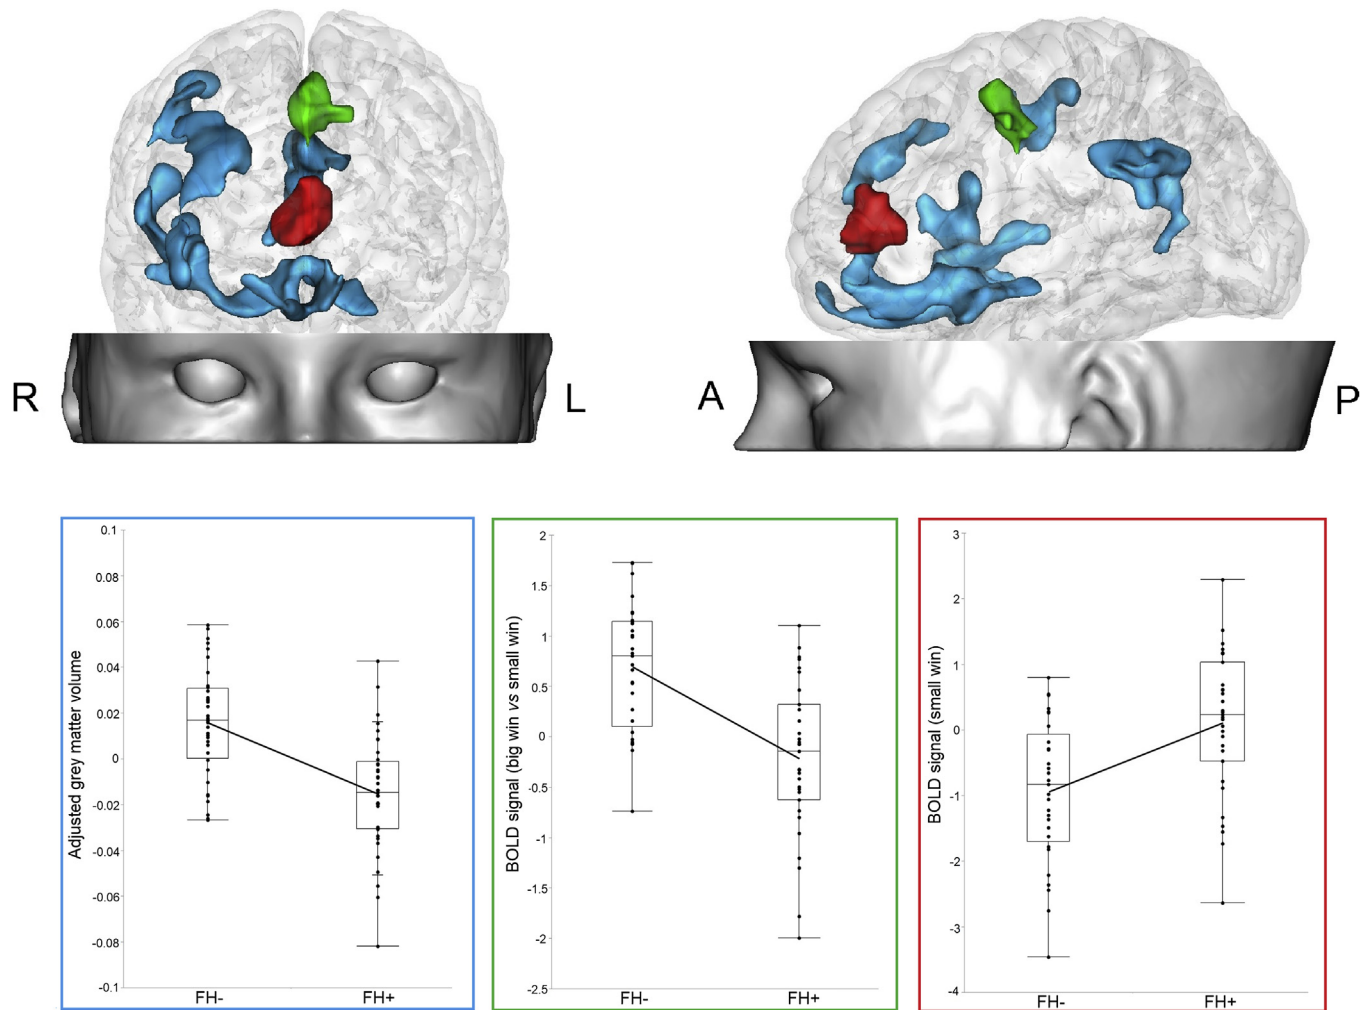 R
L
A
P
Adjusted grey matter volume
0.1
0.08
0.06
0.04
0.02
0
-0.02
-0.04
-0.06
-0.08
-0.1
FH-
FH+
BOLD signal (big win vs small win)
2
1.5
1
0.5
0
-0.5
-1
-1.5
-2
-2.5
FH-
FH+
BOLD signal (small win)
3
2
1
0
-1
-2
-3
-4
FH-
FH+